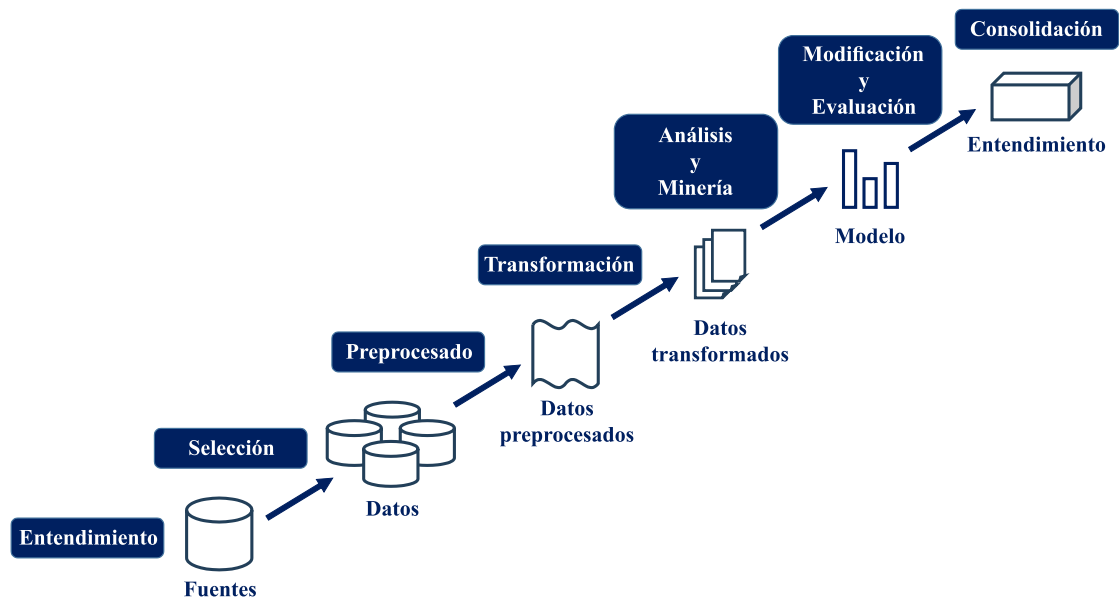 Consolidación
Modificación
y
Evaluación
Entendimiento
Análisis
y
Minería
Modelo
Transformación
Datos
transformados
Preprocesado
Datos
preprocesados
Selección
Datos
Entendimiento
Fuentes